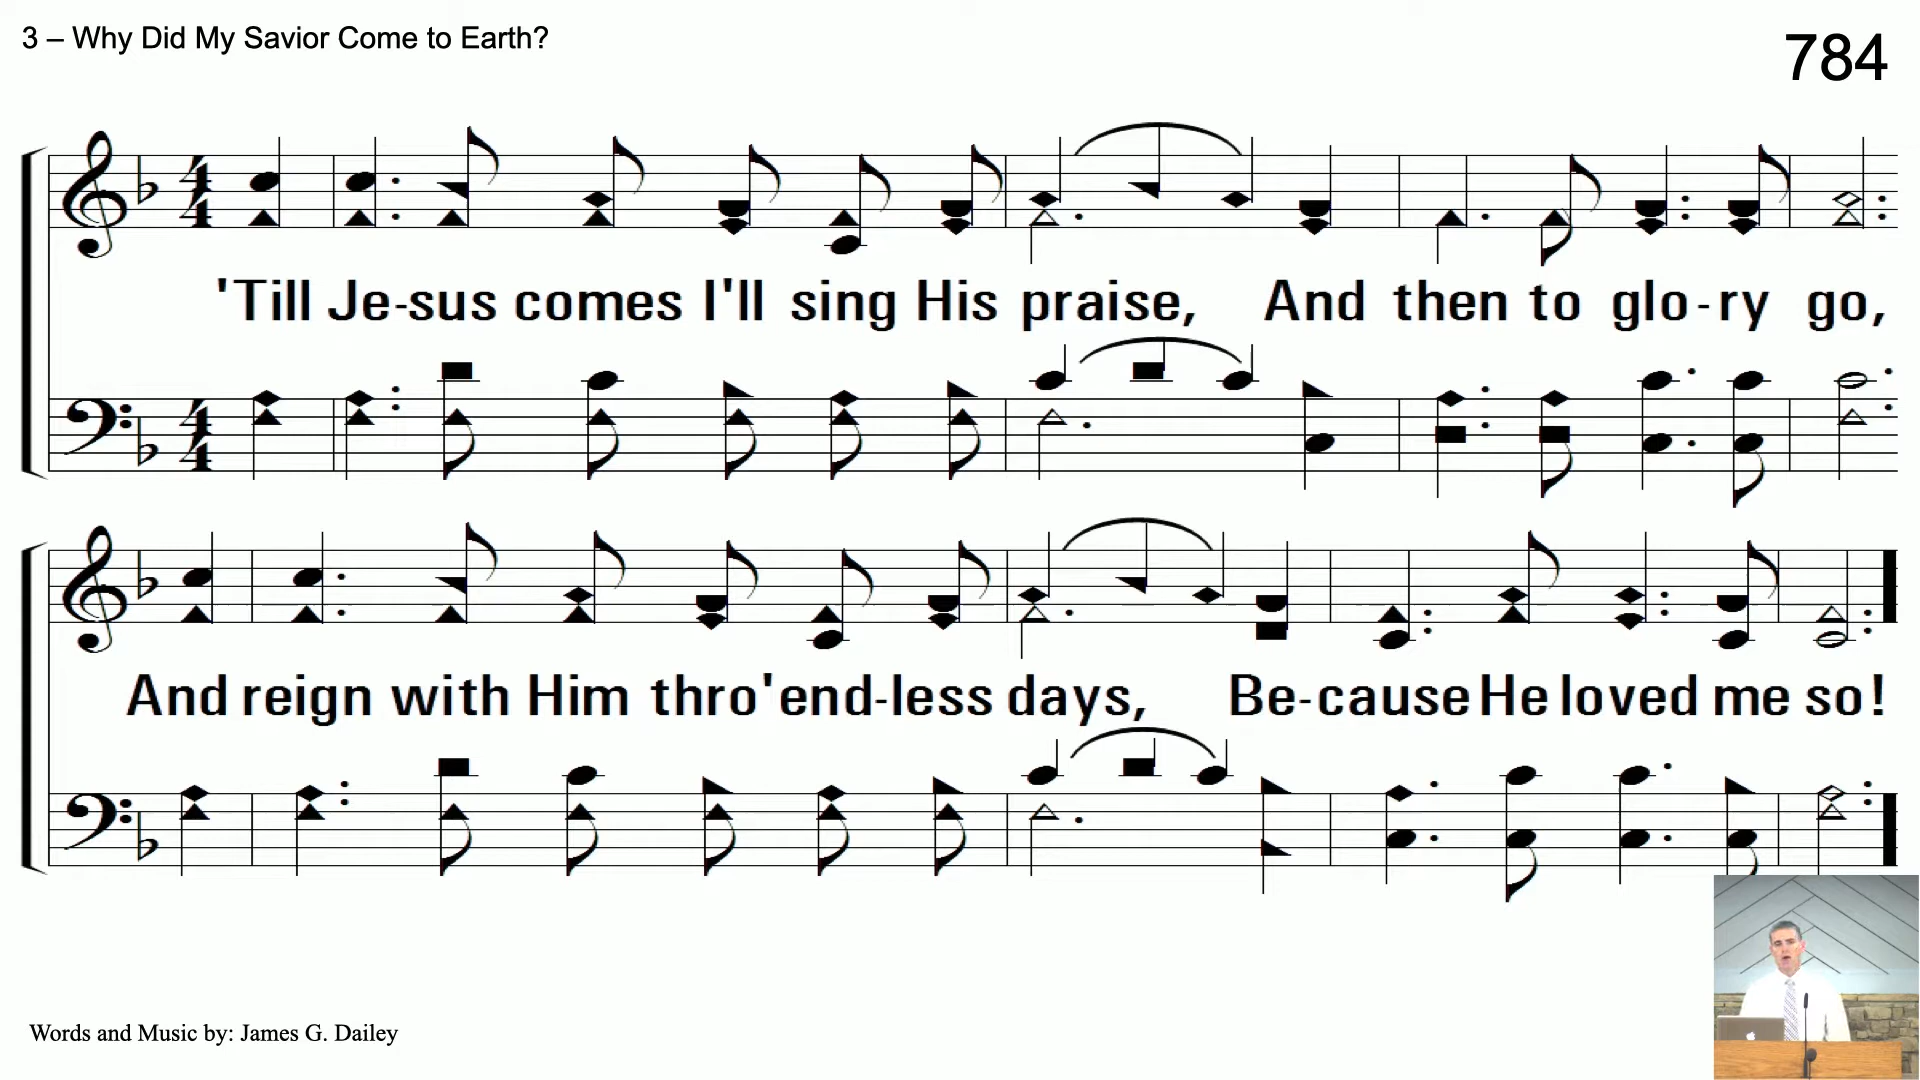 3 – Why Did My Savior Come to Earth?
784
'Till Je-sus comes I'll sing His praise, And then to glo-ry go,
And reign with Him thro' end-less days, Be-cause He loved me so!
Words and Music by: James G. Dailey